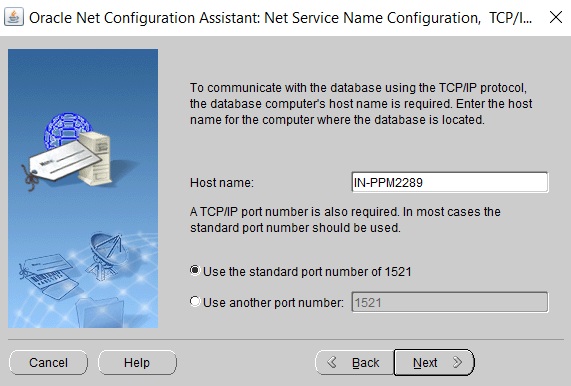 Oracle Net Configuration Assistant: Net Service Name Configuration, TCP/I...
To communicate with the database using the TCP/IP protocol,
the database computer's host name is required. Enter the host
name for the computer where the database is located.
Host name: IN-PPM2289
A TCP/IP port number is also required. In most cases the
standard port number should be used.
Use the standard port number of 1521
Use another port number: 1521
Cancel Help Back Next